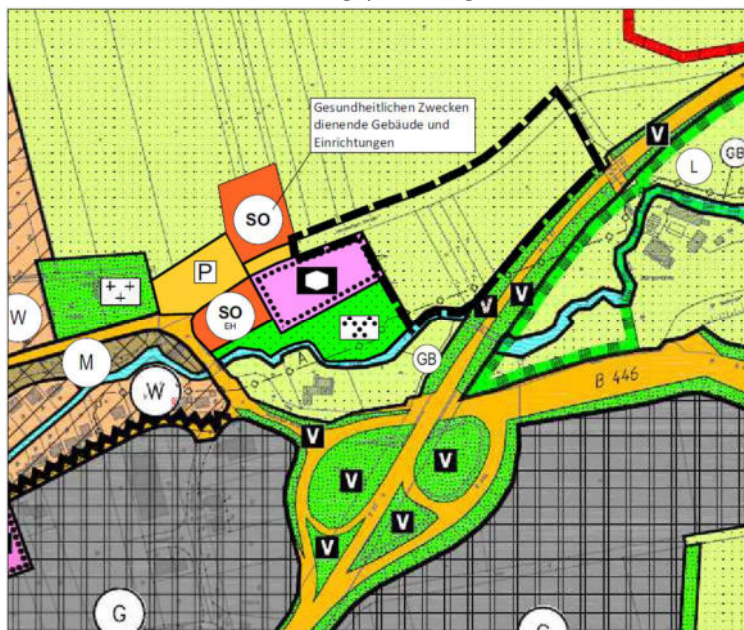 Gesundheitlichen Zwecken
dienende Gebäude und
Einrichtungen
V
GB
L
SO
P
SO
EH
W
V
V
M
A
GB
W
B 446
V
V
V
V
V
G